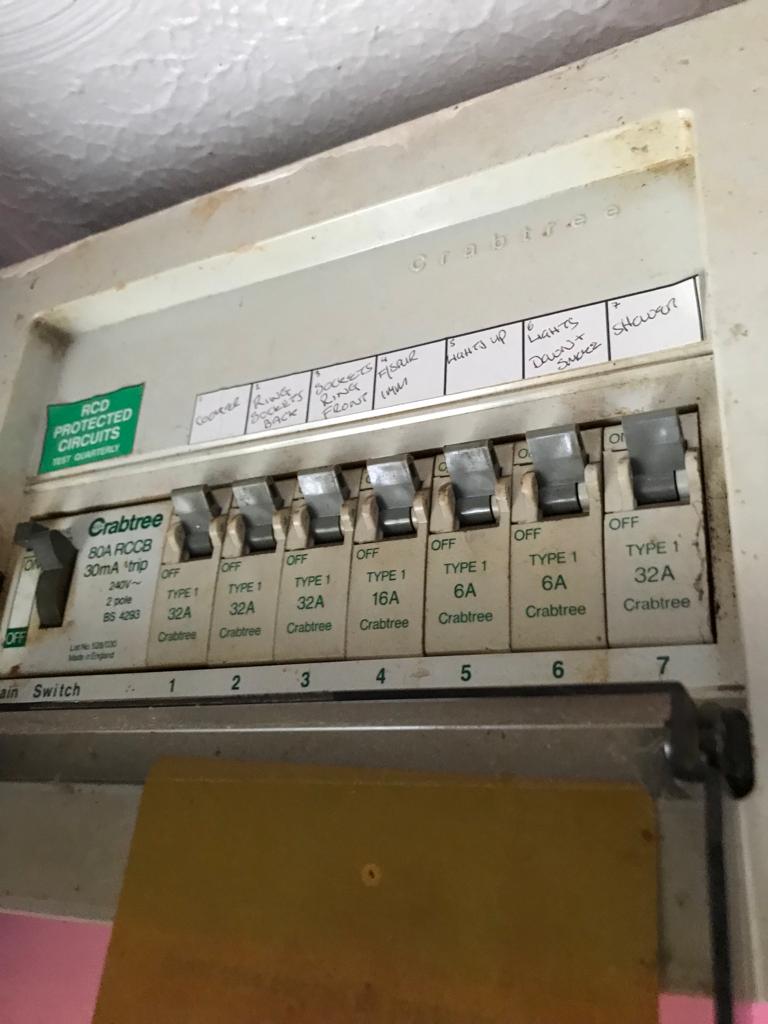 Crabtree
RCD
PROTECTED
CIRCUITS
TEST QUARTERLY
1
COOKER
2
RING
SOCKETS
BACK
3
SOCKETS
RING
FRONT
4
F/SPUR
IMM
5
LIGHTS UP
6
LIGHTS
DOWN +
SMOKE
7
SHOWER
ON
OFF
Crabtree
80A RCCB
30mA trip
240V~
2 pole
BS 4293
Made in England
OFF
TYPE 1
32A
Crabtree
OFF
TYPE 1
32A
Crabtree
OFF
TYPE 1
32A
Crabtree
OFF
TYPE 1
16A
Crabtree
OFF
TYPE 1
6A
Crabtree
OFF
TYPE 1
6A
Crabtree
ON
OFF
TYPE 1
32A
Crabtree
ain Switch
1 2 3 4 5 6 7